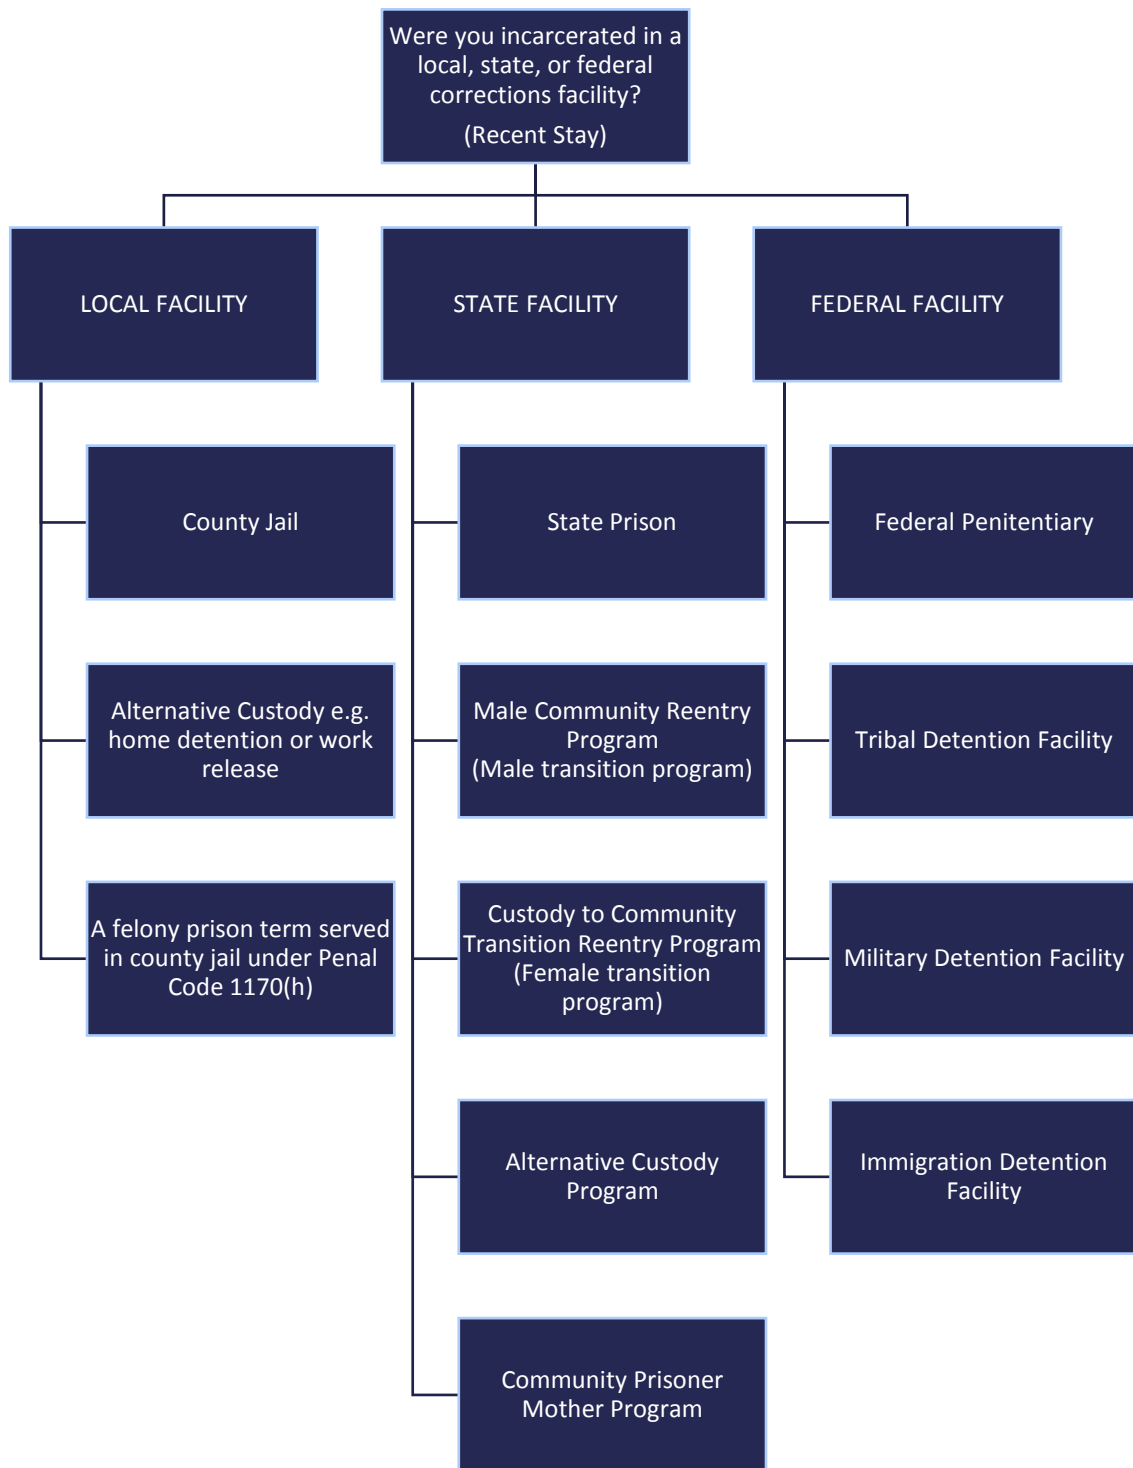 Were you incarcerated in a
local, state, or federal
corrections facility?
(Recent Stay)
LOCAL FACILITY
STATE FACILITY
FEDERAL FACILITY
County Jail
Alternative Custody e.g.
home detention or work
release
A felony prison term served
in county jail under Penal
Code 1170(h)
State Prison
Male Community Reentry
Program
(Male transition program)
Custody to Community
Transition Reentry Program
(Female transition
program)
Alternative Custody
Program
Community Prisoner
Mother Program
Federal Penitentiary
Tribal Detention Facility
Military Detention Facility
Immigration Detention
Facility